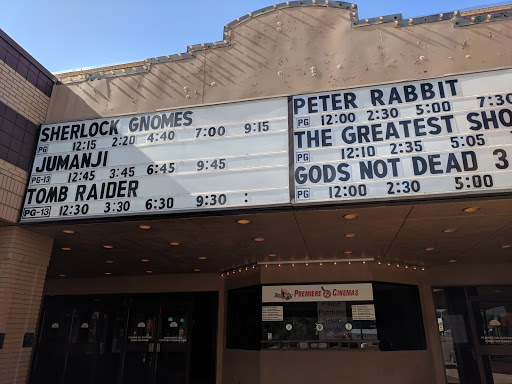 SHERLOCK GNOMES
PG 12:15 2:20 4:40 7:00 9:15
JUMANJI
PG-13 12:45 3:45 6:45 9:45
TOMB RAIDER
PG-13 12:30 3:30 6:30 9:30 :
PETER RABBIT
PG 12:00 2:30 5:00 7:30
THE GREATEST SHO
PG 12:10 2:35 5:05
GODS NOT DEAD 3
PG 12:00 2:30 5:00
PREMIERE CINEMAS